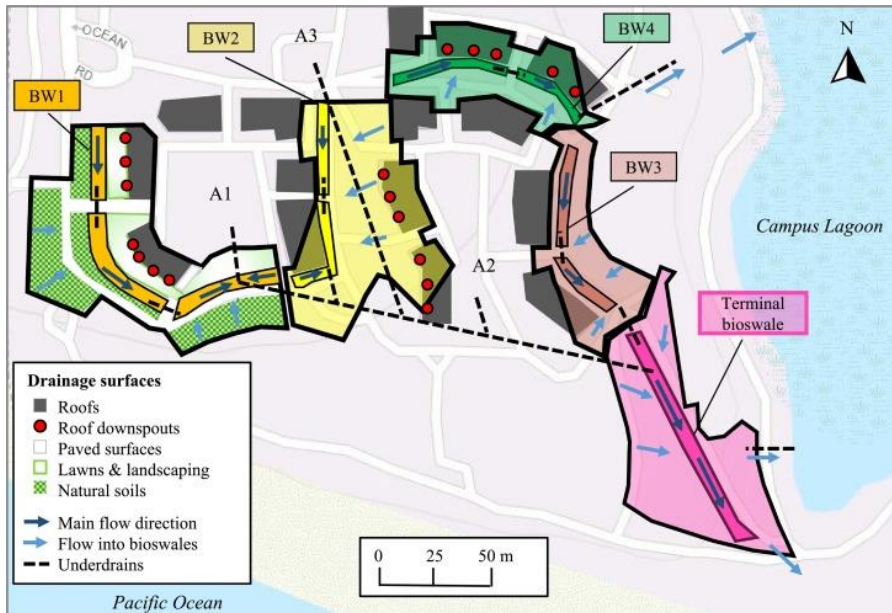 OCEAN
RD
BW1
BW2
A3
BW4
N
A1
BW3
A2
Campus Lagoon
Terminal
bioswale
Drainage surfaces
Roofs
Roof downspouts
Paved surfaces
Lawns & landscaping
Natural soils
Main flow direction
Flow into bioswales
Underdrains
0 25 50 m
Pacific Ocean